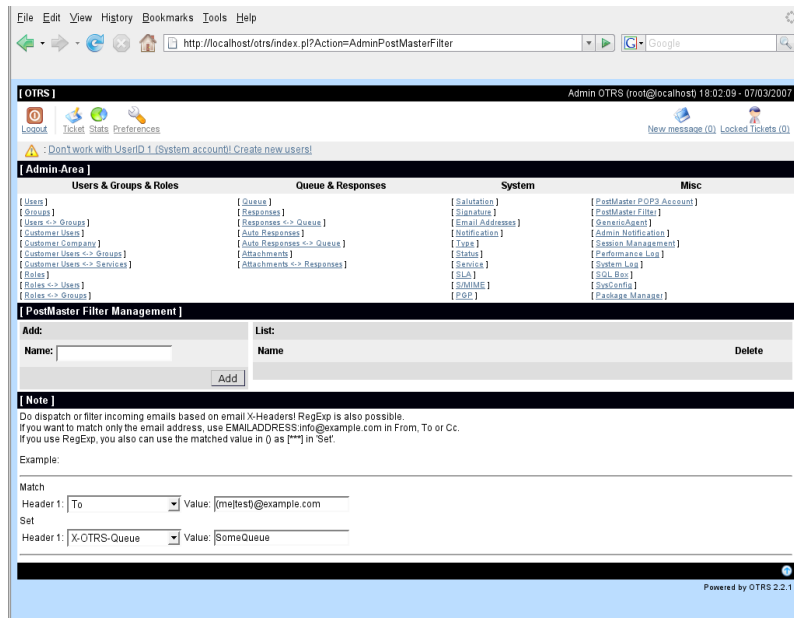 File Edit View History Bookmarks Tools Help
http://localhost/otrs/index.pl?Action=AdminPostMasterFilter
G Google
[ OTRS ]
Admin OTRS (root@localhost) 18:02:09 - 07/03/2007
Logout Ticket Stats Preferences
New message (0) Locked Tickets (0)
: Don't work with UserID 1 (System account)! Create new users!
[ Admin-Area ]
Users & Groups & Roles Queue & Responses System Misc
[ Users ] [ Queue ] [ Salutation ] [ PostMaster POP3 Account ]
[ Groups ] [ Responses ] [ Signature ] [ PostMaster Filter ]
[ Users <-> Groups ] [ Responses <-> Queue ] [ Email Addresses ] [ GenericAgent ]
[ Customer Users ] [ Auto Responses ] [ Notification ] [ Admin Notification ]
[ Customer Company ] [ Auto Responses <-> Queue ] [ Type ] [ Session Management ]
[ Customer Users <-> Groups ] [ Attachments ] [ Status ] [ Performance Log ]
[ Customer Users <-> Services ] [ Attachments <-> Responses ] [ Service ] [ System Log ]
[ Roles ] [ SLA ] [ SQL Box ]
[ Roles <-> Users ] [ S/MIME ] [ SysConfig ]
[ Roles <-> Groups ] [ PGP ] [ Package Manager ]
[ PostMaster Filter Management ]
Add: List:
Name: Name Delete
Add
[ Note ]
Do dispatch or filter incoming emails based on email X-Headers! RegExp is also possible.
If you want to match only the email address, use EMAILADDRESS:info@example.com in From, To or Cc.
If you use RegExp, you also can use the matched value in () as [***] in 'Set'.
Example:
Match
Header 1: To Value: (me|test)@example.com
Set
Header 1: X-OTRS-Queue Value: SomeQueue
Powered by OTRS 2.2.1